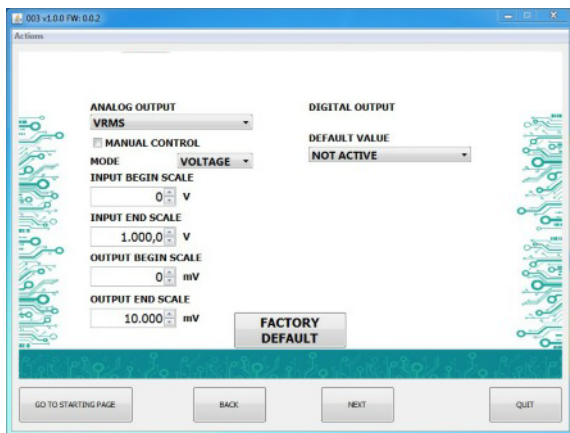 003 v1.0.0 FW: 0.0.2
Actions
ANALOG OUTPUT
VRMS
MANUAL CONTROL
MODE VOLTAGE
INPUT BEGIN SCALE
0 V
INPUT END SCALE
1.000,0 V
OUTPUT BEGIN SCALE
0 mV
OUTPUT END SCALE
10.000 mV
DIGITAL OUTPUT
DEFAULT VALUE
NOT ACTIVE
FACTORY
DEFAULT
GO TO STARTING PAGE BACK NEXT QUIT